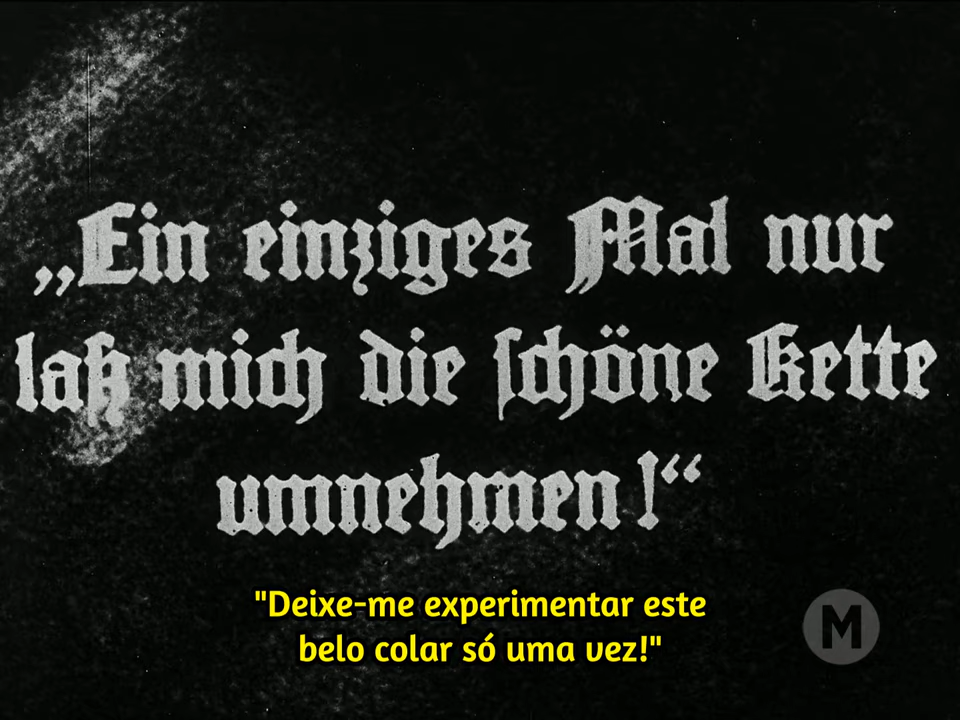 „Ein einziges Mal nur
laß mich die schöne Kette
umnehmen!“
"Deixe-me experimentar este
belo colar só uma vez!"
M